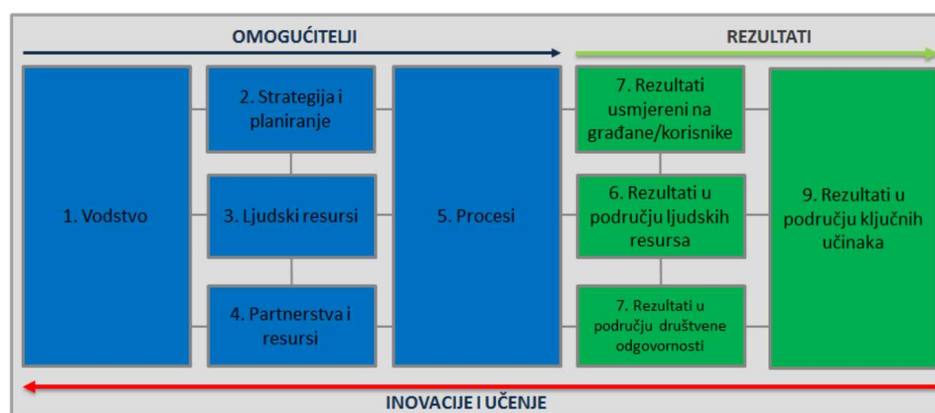 OMOGUĆITELJI
REZULTATI
1. Vodstvo
2. Strategija i
planiranje
3. Ljudski resursi
4. Partnerstva i
resursi
5. Procesi
7. Rezultati
usmjereni na
građane/korisnike
6. Rezultati u
području ljudskih
resursa
7. Rezultati u
području društvene
odgovornosti
9. Rezultati u
području ključnih
učinaka
INOVACIJE I UČENJE